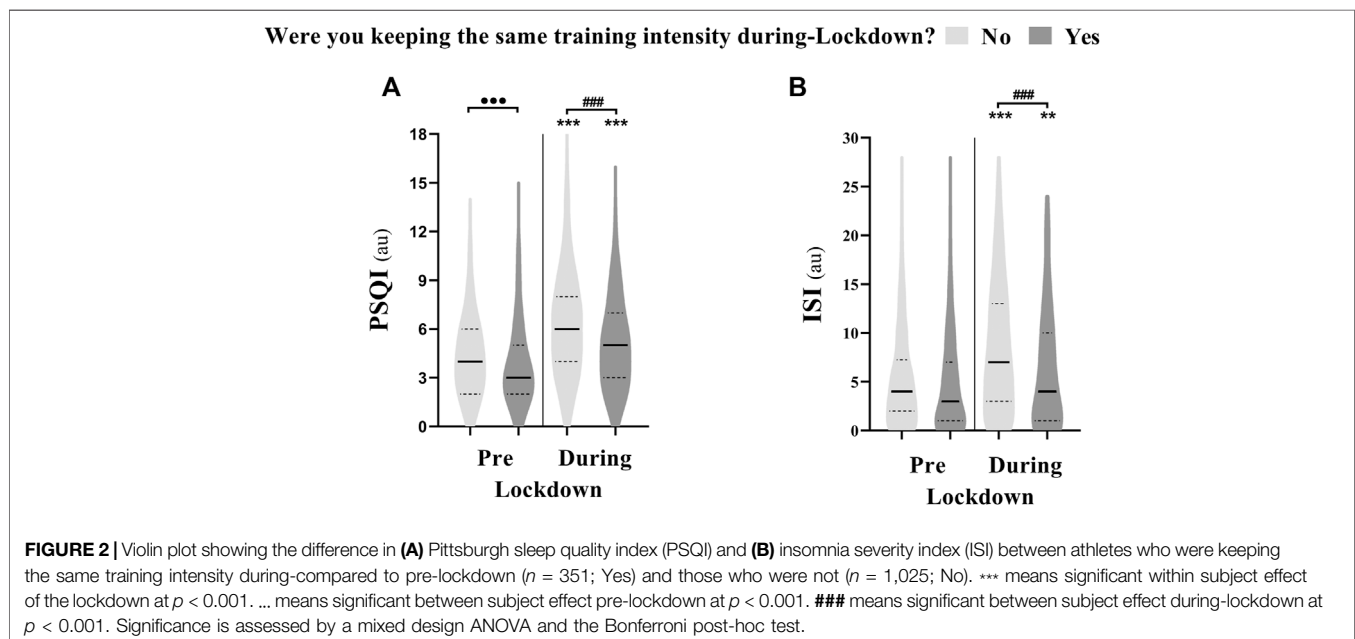 Were you keeping the same training intensity during-Lockdown? No Yes
A
•••
###
*** ***
PSQI (au)
18
15
12
9
6
3
0
Pre During
Lockdown
B
###
*** **
ISI (au)
30
25
20
15
10
5
0
Pre During
Lockdown
FIGURE 2 | Violin plot showing the difference in (A) Pittsburgh sleep quality index (PSQI) and (B) insomnia severity index (ISI) between athletes who were keeping
the same training intensity during-compared to pre-lockdown (n = 351; Yes) and those who were not (n = 1,025; No). *** means significant within subject effect
of the lockdown at p < 0.001. ... means significant between subject effect pre-lockdown at p < 0.001. ### means significant between subject effect during-lockdown at
p < 0.001. Significance is assessed by a mixed design ANOVA and the Bonferroni post-hoc test.